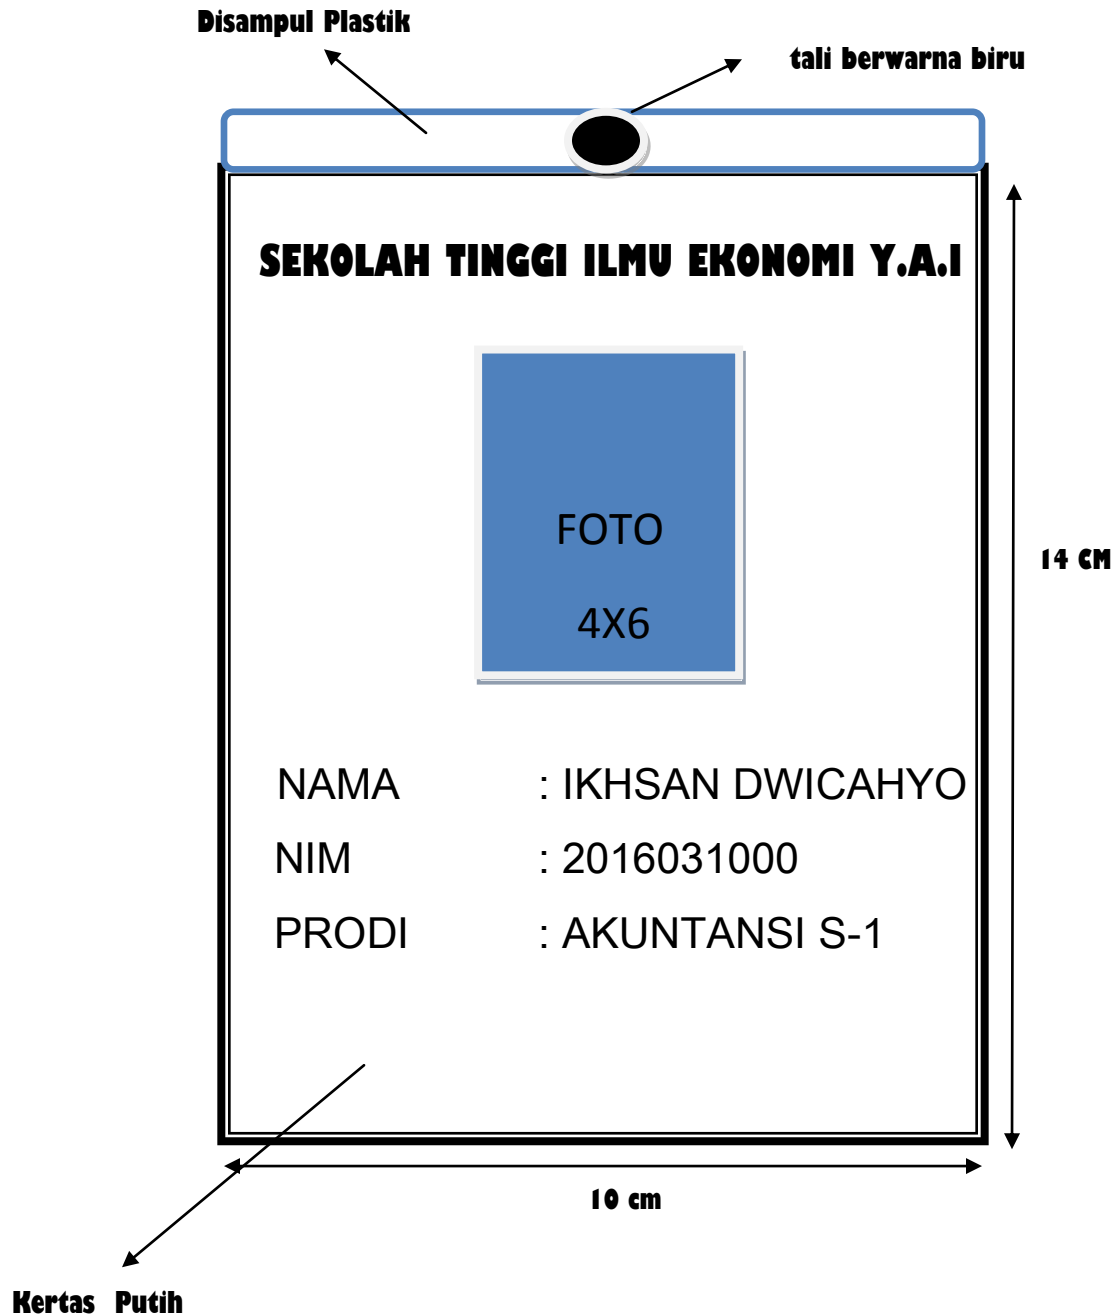 Disampul Plastik
tali berwarna biru
SEKOLAH TINGGI ILMU EKONOMI Y.A.I
FOTO
4X6
14 CM
NAMA : IKHSAN DWICAHYO
NIM : 2016031000
PRODI : AKUNTANSI S-1
10 cm
Kertas Putih